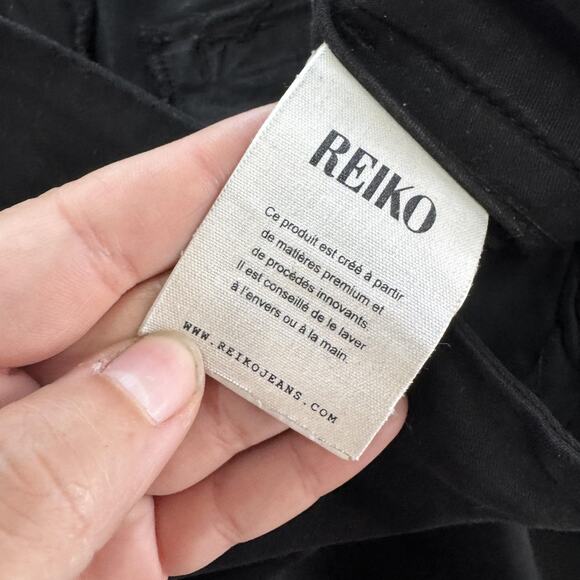 REIKO
Ce produit est créé à partir
de matières premium et
de procédés innovants.
Il est conseillé de le laver
à l'envers ou à la main.
WWW.REIKOJEANS.COM